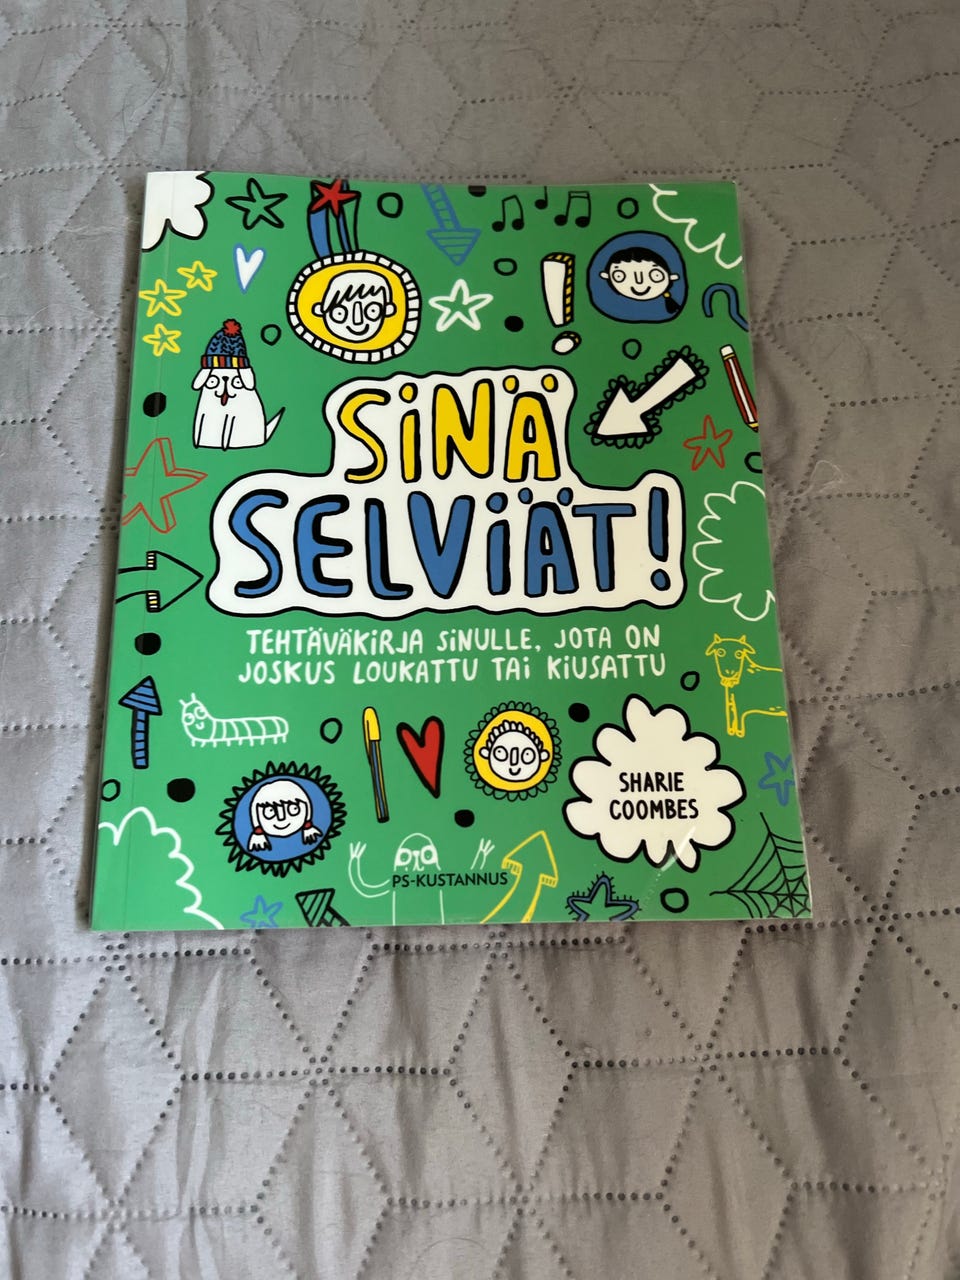 SINÄ
SELVIÄT!
TEHTÄVÄKIRJA SINULLE, JOTA ON
JOSKUS LOUKATTU TAI KIUSATTU
SHARIE
COOMBES
PS-KUSTANNUS